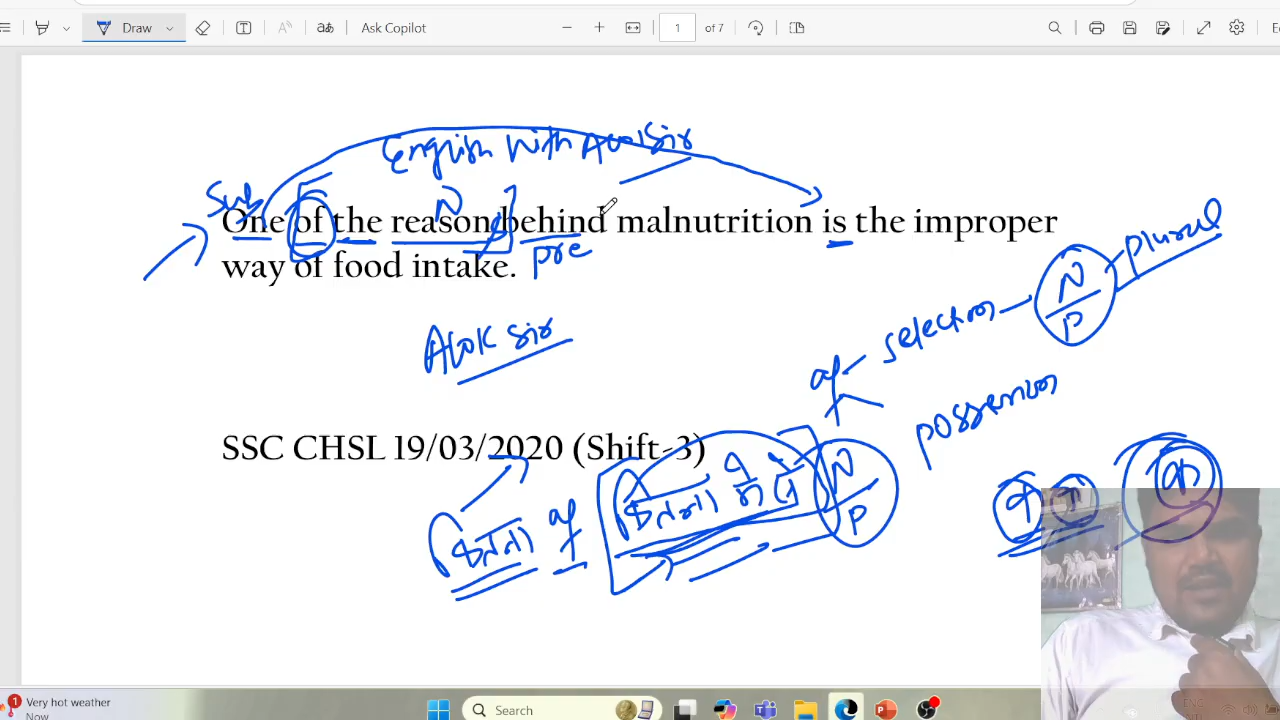 Draw
Ask Copilot
1 of 7
English With Alok Sir
Sub
N
One of the reason behind malnutrition is the improper
s
pre
way of food intake.
plural
N
P
selection
Alok Sir
of
SSC CHSL 19/03/2020 (Shift-3)
of
N
P
Very hot weather
Now
Search
ENG